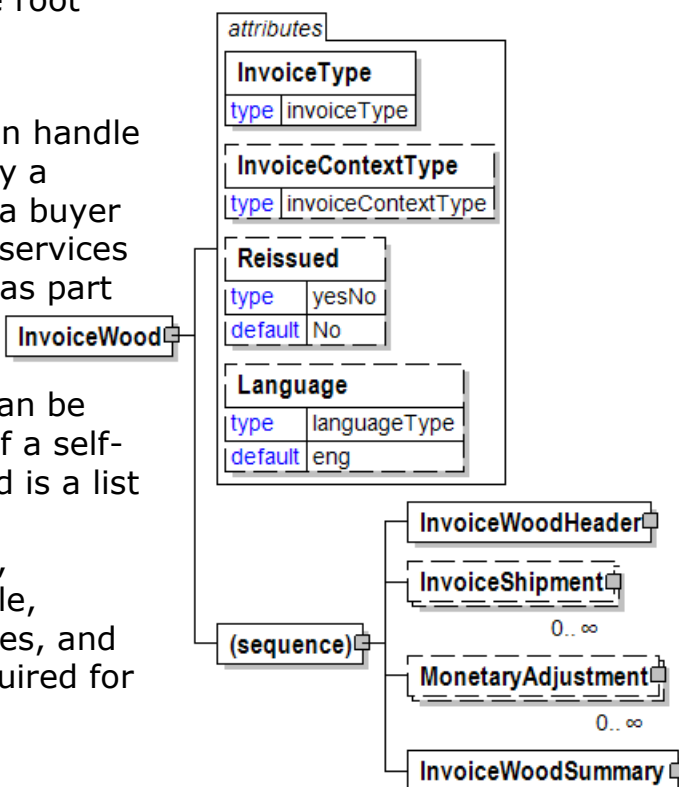 root
n handle
y a
a buyer
services
as part
an be
f a self-
d is a list
,
le,
es, and
uired for
attributes
InvoiceType
type invoiceType
InvoiceContextType
type invoiceContextType
Reissued
type yesNo
default No
Language
type languageType
default eng
InvoiceWood
(sequence)
InvoiceWoodHeader
InvoiceShipment
0.. ∞
MonetaryAdjustment
0.. ∞
InvoiceWoodSummary